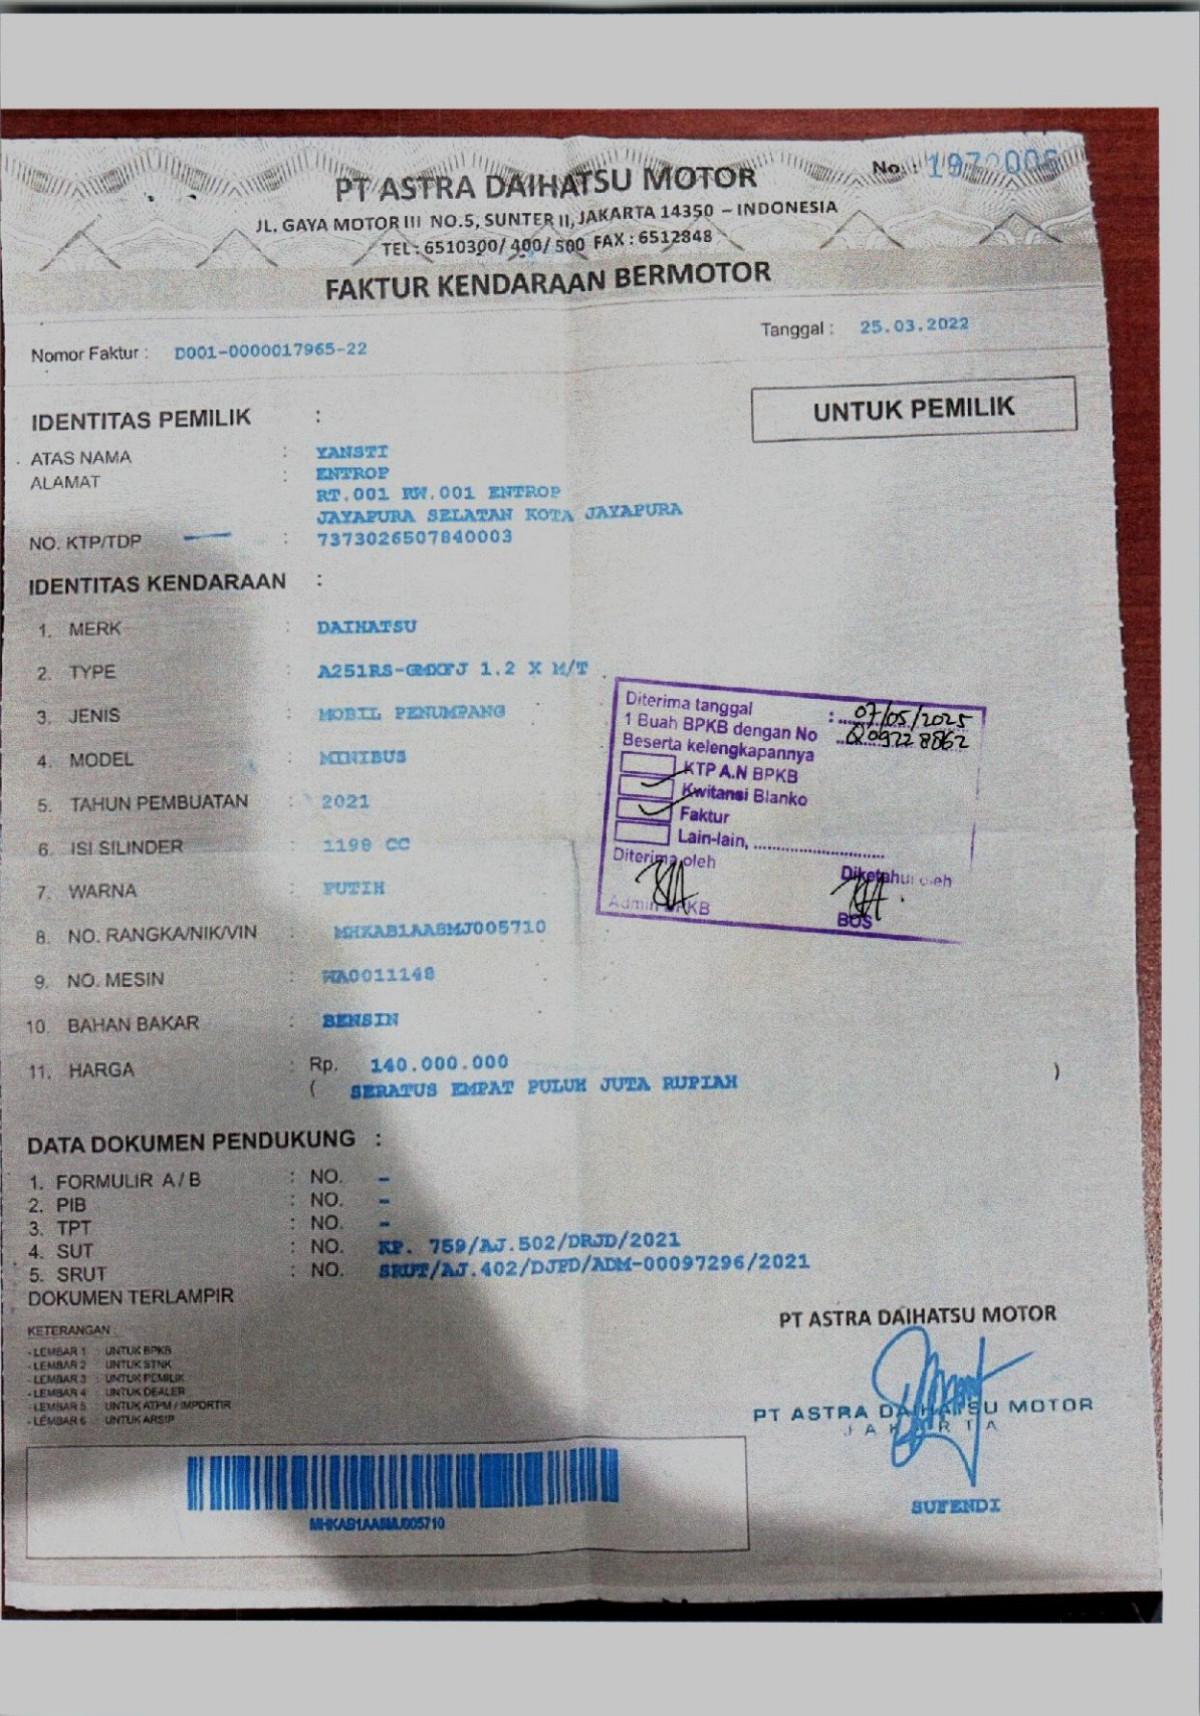 No. : 1972006
PT ASTRA DAIHATSU MOTOR
JL. GAYA MOTOR III NO.5, SUNTER II, JAKARTA 14350 – INDONESIA
TEL : 6510300/ 400/ 500 FAX : 6512848
FAKTUR KENDARAAN BERMOTOR
Tanggal : 25.03.2022
Nomor Faktur : D001-0000017965-22
UNTUK PEMILIK
IDENTITAS PEMILIK :
ATAS NAMA : YANSTI
ALAMAT : ENTROP
RT.001 RW.001 ENTROP
JAYAPURA SELATAN KOTA JAYAPURA
NO. KTP/TDP : 7373026507840003
IDENTITAS KENDARAAN :
1. MERK : DAIHATSU
2. TYPE : A251RS-GMXFJ 1.2 X M/T
3. JENIS : MOBIL PENUMPANG
4. MODEL : MINIBUS
5. TAHUN PEMBUATAN : 2021
6. ISI SILINDER : 1198 CC
7. WARNA : PUTIH
8. NO. RANGKA/NIK/VIN : MHKAB1AA8MJ005710
9. NO. MESIN : WA0011148
10. BAHAN BAKAR : BENSIN
11. HARGA : Rp. 140.000.000
( SERATUS EMPAT PULUH JUTA RUPIAH )
Diterima tanggal : 07/05/2025
1 Buah BPKB dengan No Q09228862
Beserta kelengkapannya
KTP A.N BPKB
Kwitansi Blanko
Faktur
Lain-lain, ..........................
Diterima oleh Diketahui oleh
Admin BPKB BOS
DATA DOKUMEN PENDUKUNG :
1. FORMULIR A / B : NO. -
2. PIB : NO. -
3. TPT : NO. -
4. SUT : NO. KP. 759/AJ.502/DRJD/2021
5. SRUT : NO. SRUT/AJ.402/DJPD/ADM-00097296/2021
DOKUMEN TERLAMPIR
KETERANGAN :
- LEMBAR 1 : UNTUK BPKB
- LEMBAR 2 : UNTUK STNK
- LEMBAR 3 : UNTUK PEMILIK
- LEMBAR 4 : UNTUK DEALER
- LEMBAR 5 : UNTUK ATPM / IMPORTIR
- LEMBAR 6 : UNTUK ARSIP
PT ASTRA DAIHATSU MOTOR
PT ASTRA DAIHATSU MOTOR
JAKARTA
SUFENDI
MHKAB1AA8MJ005710